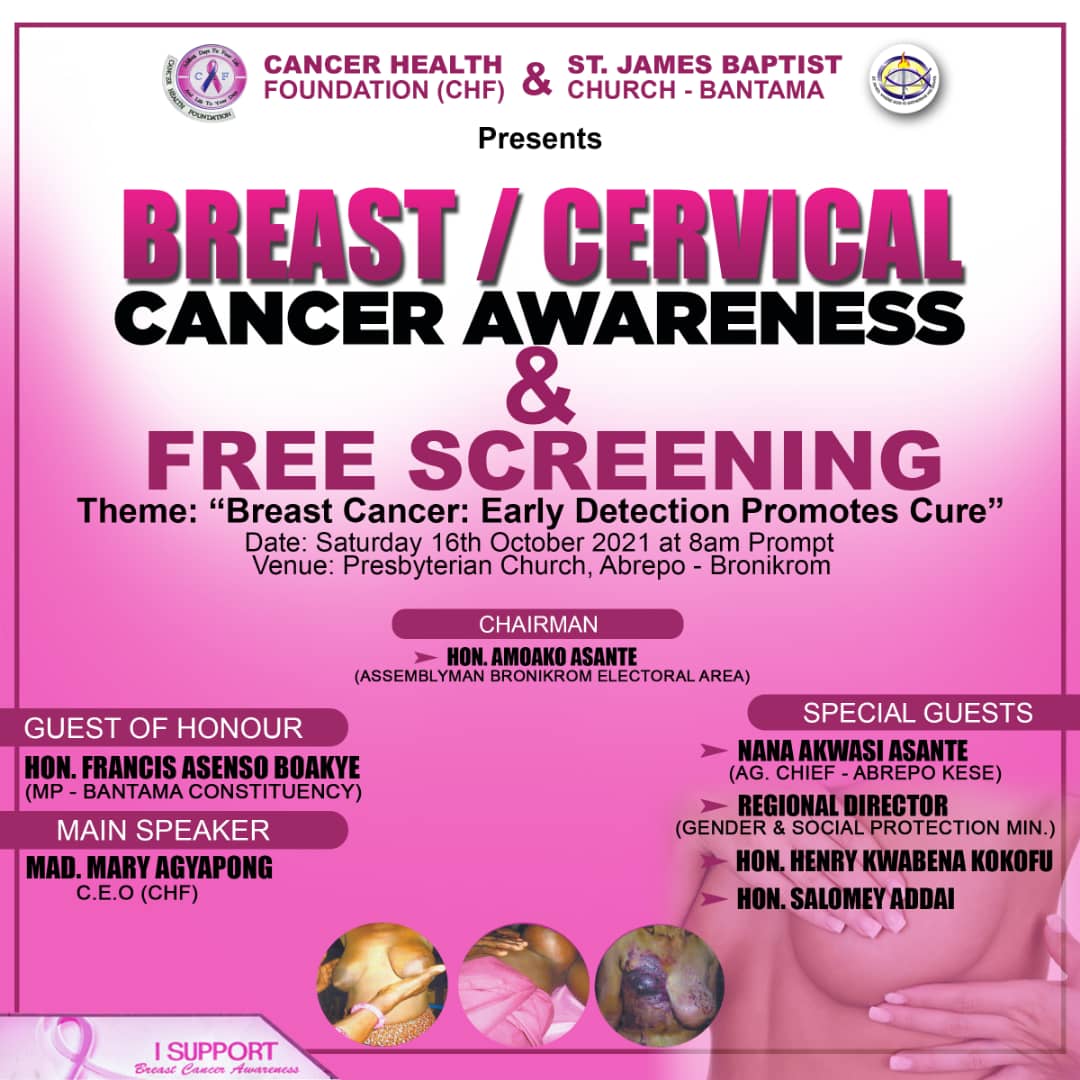 CANCER HEALTH
FOUNDATION (CHF)
&
ST. JAMES BAPTIST
CHURCH - BANTAMA
CANCER HEALTH FOUNDATION
Presents
BREAST / CERVICAL
CANCER AWARENESS
&
FREE SCREENING
Theme: “Breast Cancer: Early Detection Promotes Cure”
Date: Saturday 16th October 2021 at 8am Prompt
Venue: Presbyterian Church, Abrepo - Bronikrom
CHAIRMAN
HON. AMOAKO ASANTE
(ASSEMBLYMAN BRONIKROM ELECTORAL AREA)
GUEST OF HONOUR
HON. FRANCIS ASENSO BOAKYE
(MP - BANTAMA CONSTITUENCY)
MAIN SPEAKER
MAD. MARY AGYAPONG
C.E.O (CHF)
SPECIAL GUESTS
NANA AKWASI ASANTE
(AG. CHIEF - ABREPO KESE)
REGIONAL DIRECTOR
(GENDER & SOCIAL PROTECTION MIN.)
HON. HENRY KWABENA KOKOFU
HON. SALOMEY ADDAI
I SUPPORT
Breast Cancer Awareness